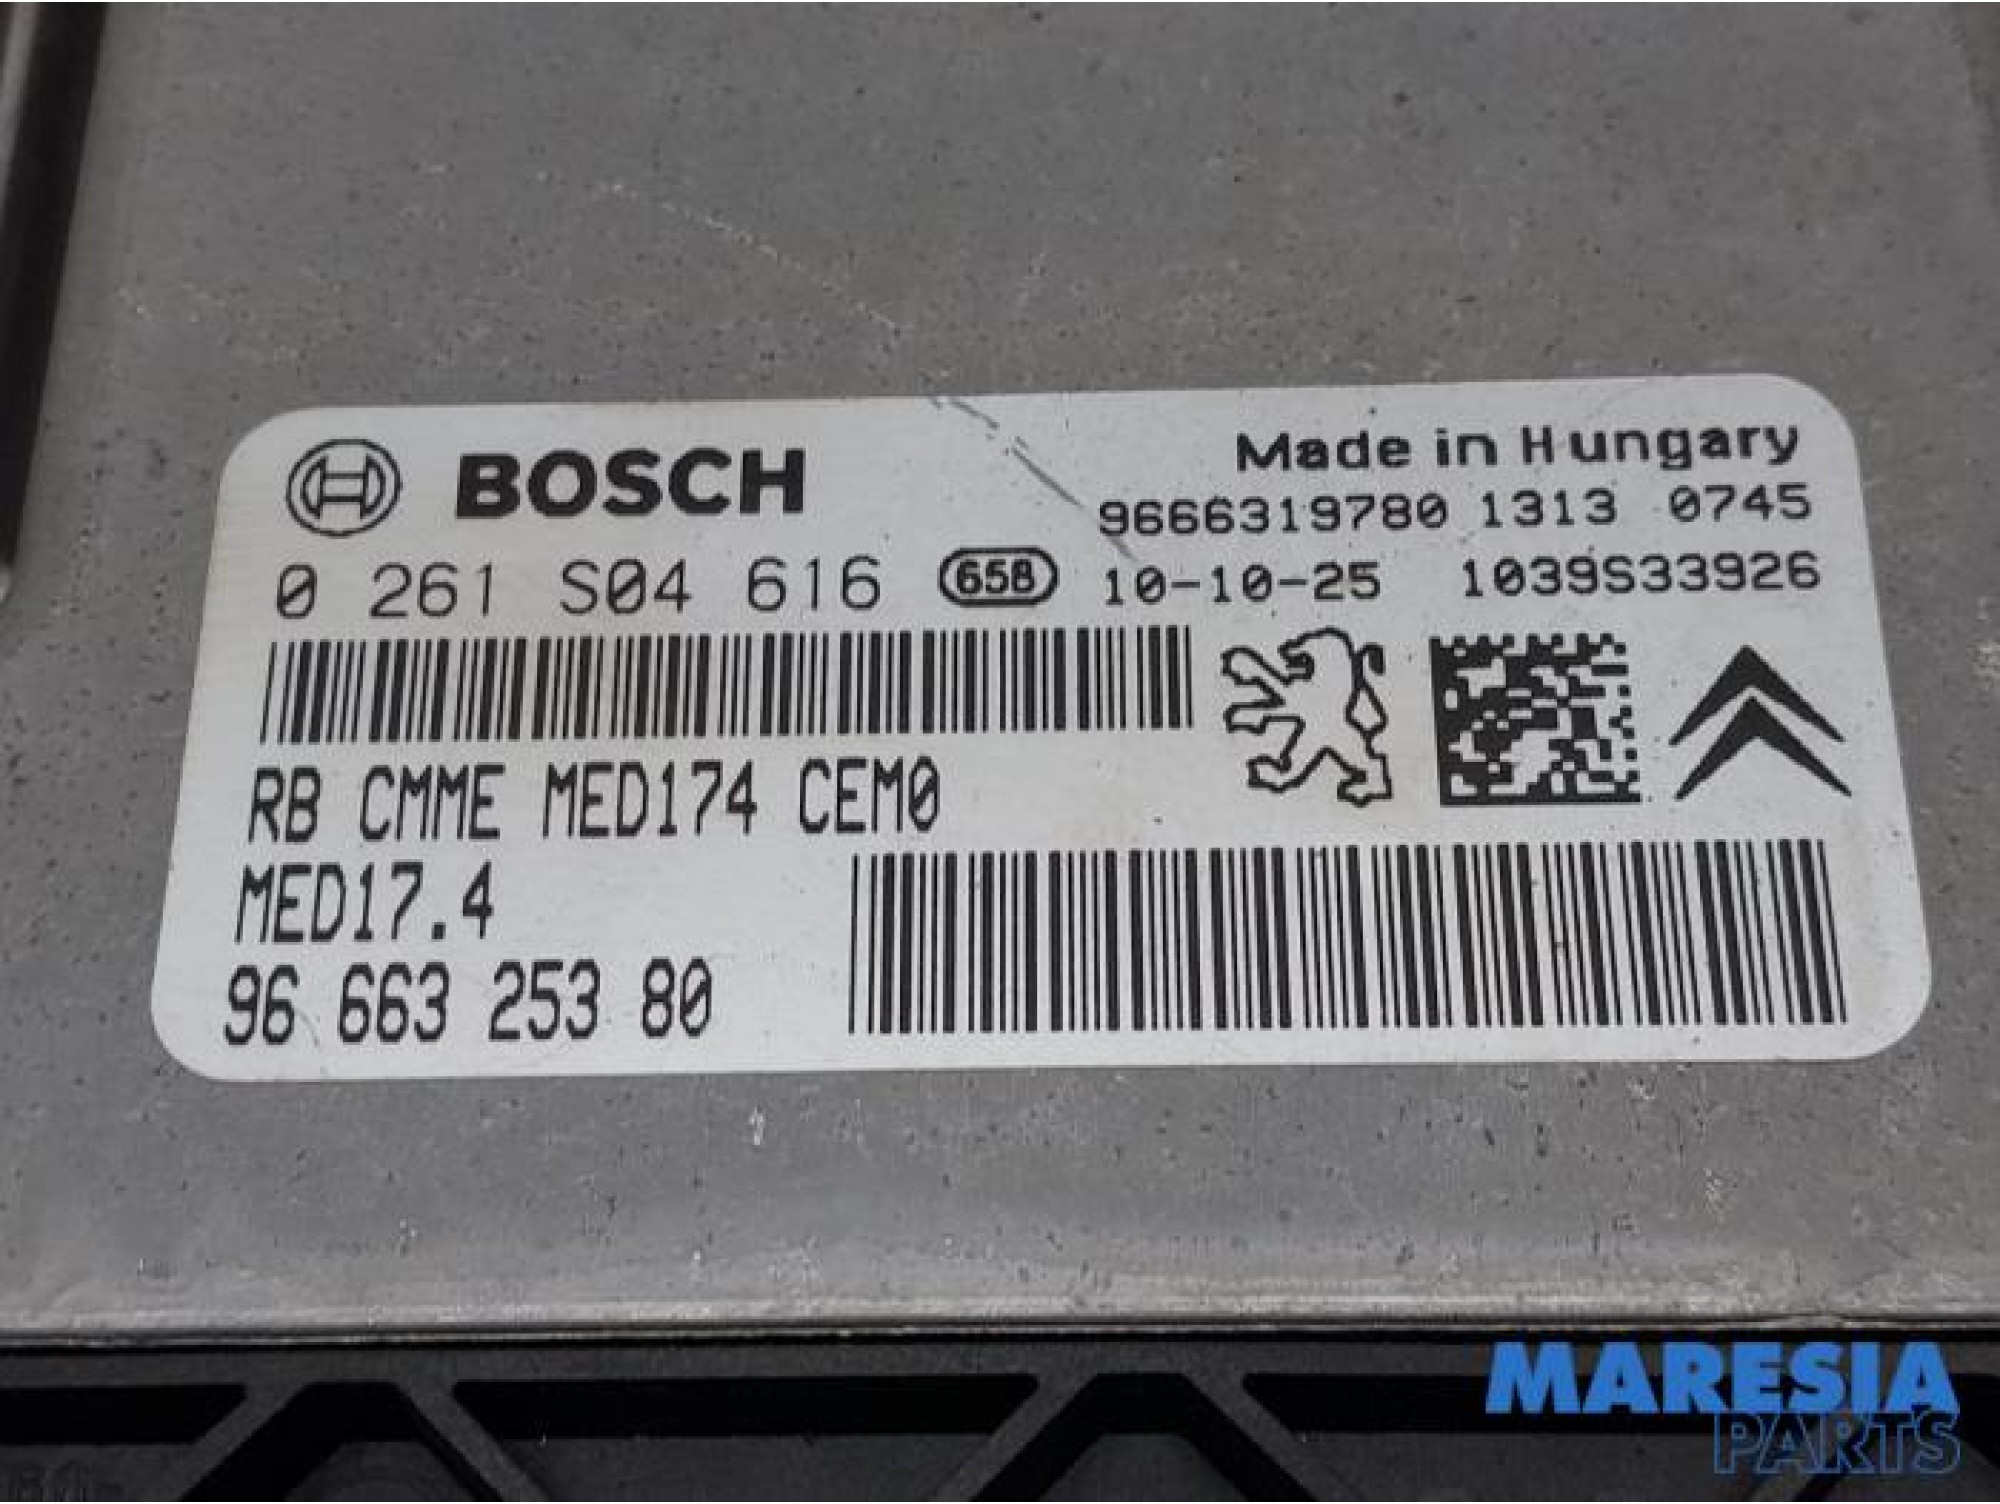 BOSCH
Made in Hungary
9666319780 1313 0745
0 261 S04 616 65B 10-10-25 1039S33926
RB CMME MED174 CEM0
MED17.4
96 663 253 80
MARESIA
PARTS